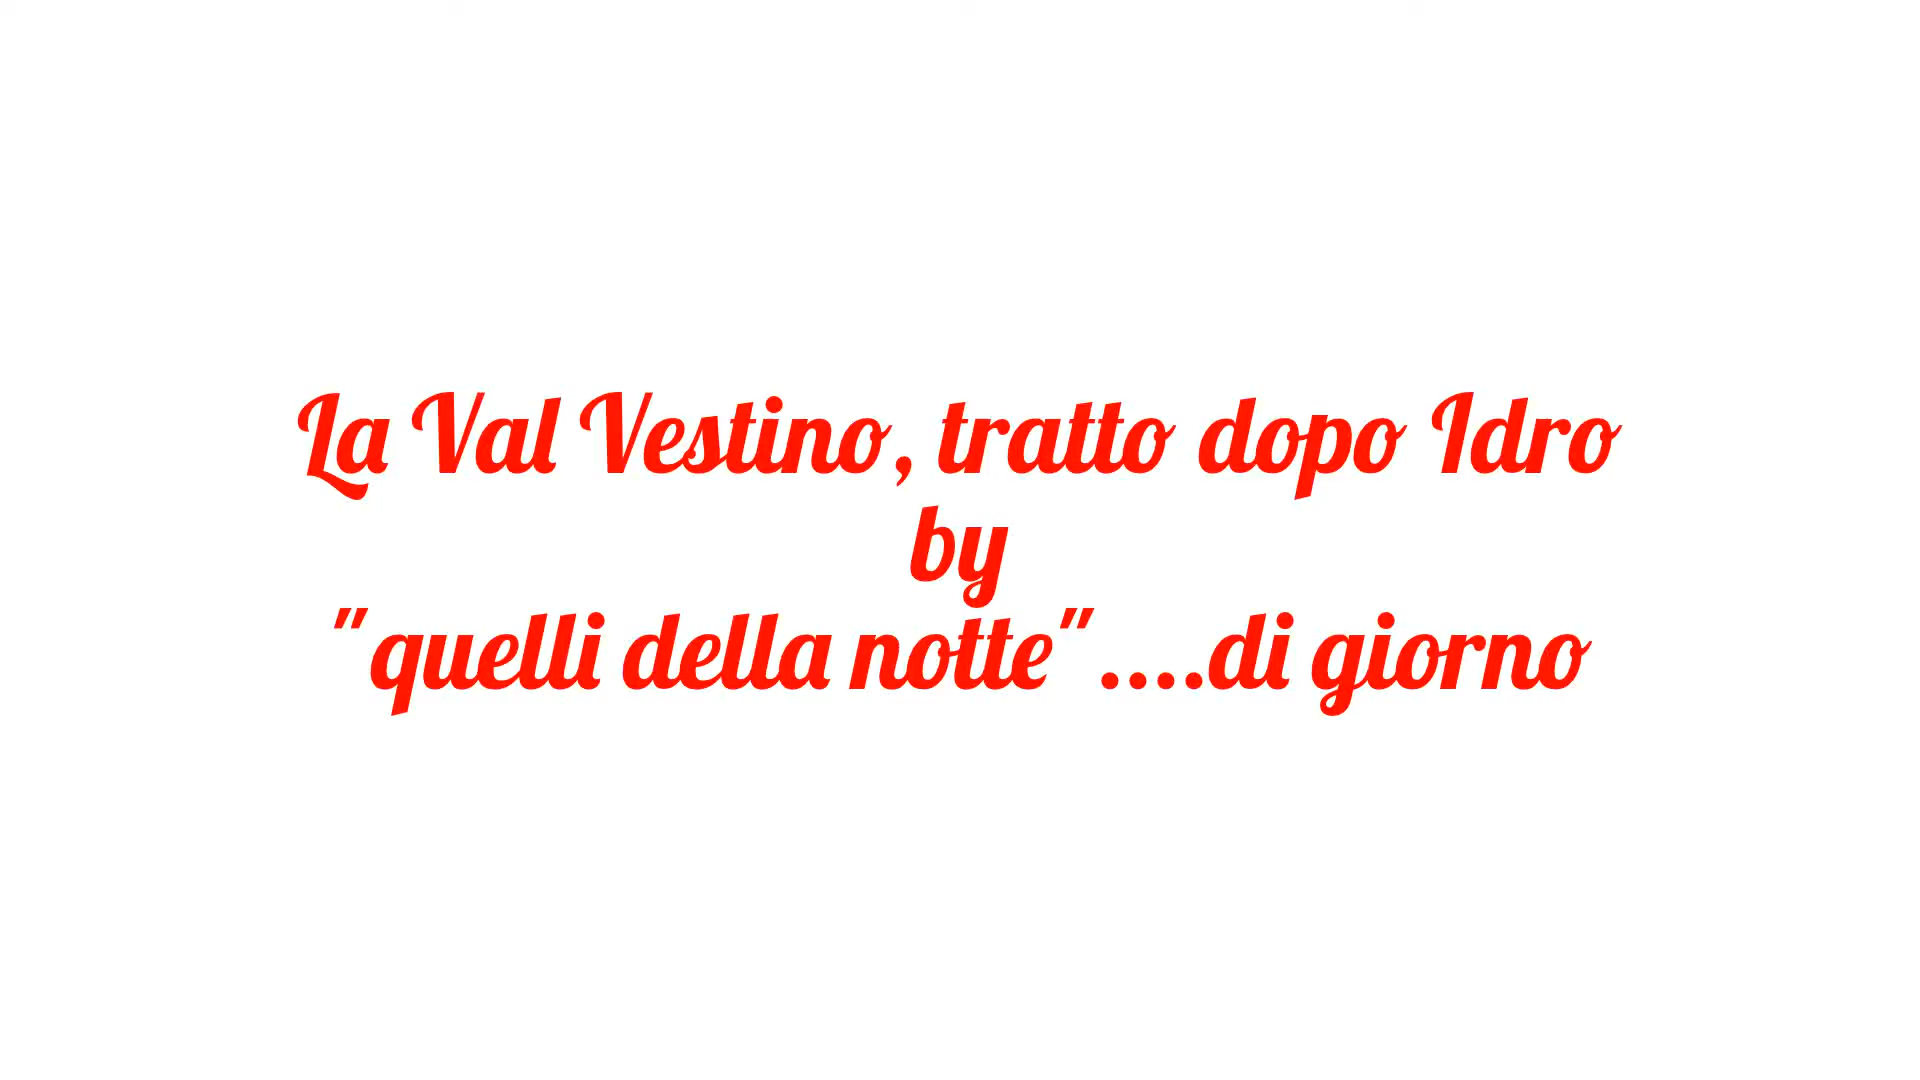 La Val Vestino, tratto dopo Idro
by
"quelli della notte"....di giorno